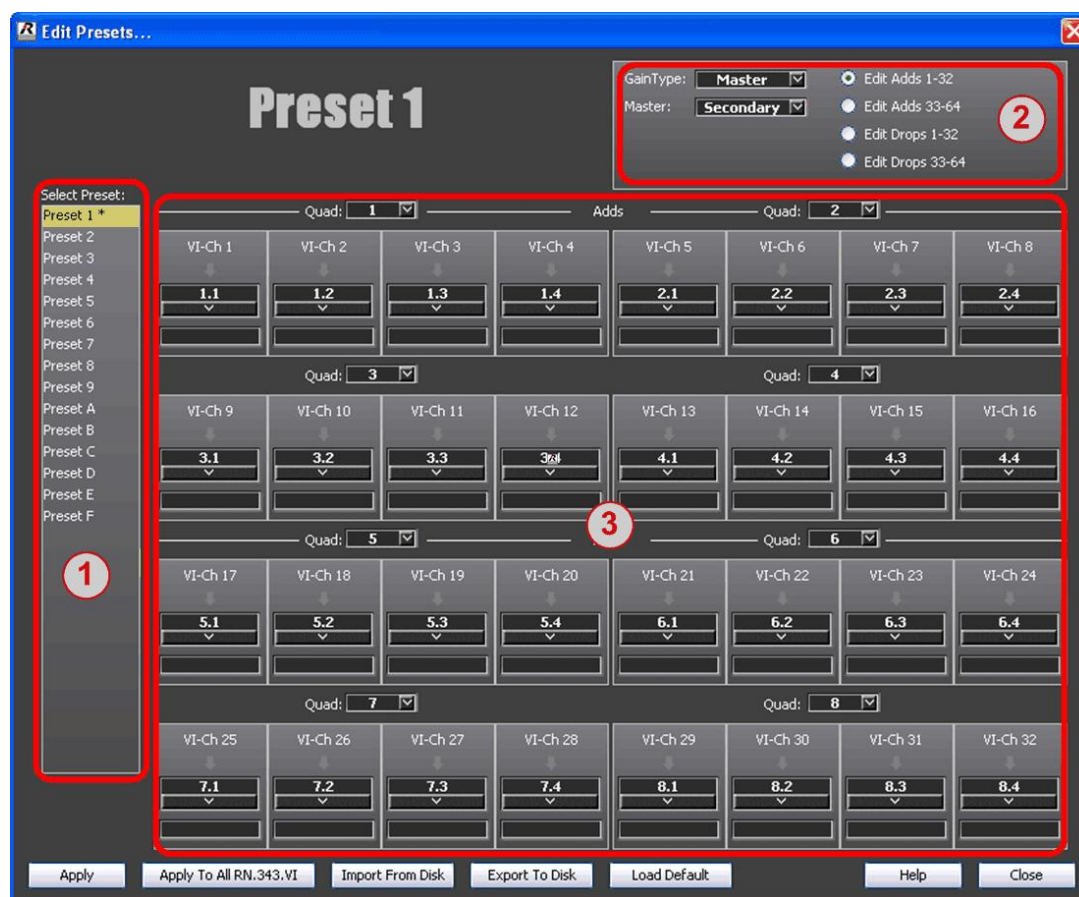 Edit Presets...
Preset 1
GainType: Master
Master: Secondary
Edit Adds 1-32
Edit Adds 33-64
Edit Drops 1-32
Edit Drops 33-64
2
Select Preset:
Preset 1 *
Preset 2
Preset 3
Preset 4
Preset 5
Preset 6
Preset 7
Preset 8
Preset 9
Preset A
Preset B
Preset C
Preset D
Preset E
Preset F
1
Quad: 1 Adds Quad: 2
VI-Ch 1 VI-Ch 2 VI-Ch 3 VI-Ch 4 VI-Ch 5 VI-Ch 6 VI-Ch 7 VI-Ch 8
1.1 1.2 1.3 1.4 2.1 2.2 2.3 2.4
Quad: 3 Quad: 4
VI-Ch 9 VI-Ch 10 VI-Ch 11 VI-Ch 12 VI-Ch 13 VI-Ch 14 VI-Ch 15 VI-Ch 16
3.1 3.2 3.3 4.1 4.2 4.3 4.4
3
Quad: 5 Quad: 6
VI-Ch 17 VI-Ch 18 VI-Ch 19 VI-Ch 20 VI-Ch 21 VI-Ch 22 VI-Ch 23 VI-Ch 24
5.1 5.2 5.3 5.4 6.1 6.2 6.3 6.4
Quad: 7 Quad: 8
VI-Ch 25 VI-Ch 26 VI-Ch 27 VI-Ch 28 VI-Ch 29 VI-Ch 30 VI-Ch 31 VI-Ch 32
7.1 7.2 7.3 7.4 8.1 8.2 8.3 8.4
Apply Apply To All RN.343.VI Import From Disk Export To Disk Load Default Help Close